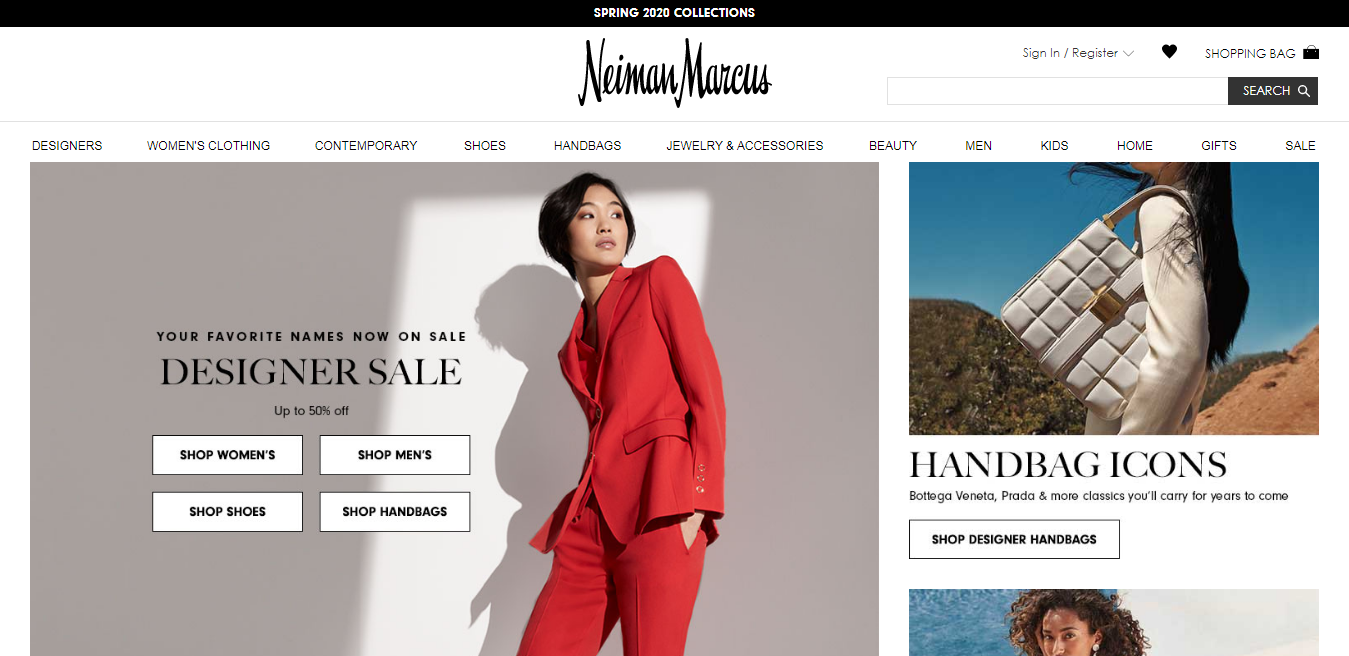 SPRING 2020 COLLECTIONS
Neiman Marcus
Sign In / Register
SHOPPING BAG
SEARCH
DESIGNERS WOMEN'S CLOTHING CONTEMPORARY SHOES HANDBAGS JEWELRY & ACCESSORIES BEAUTY MEN KIDS HOME GIFTS SALE
YOUR FAVORITE NAMES NOW ON SALE
DESIGNER SALE
Up to 50% off
SHOP WOMEN'S SHOP MEN'S
SHOP SHOES SHOP HANDBAGS
HANDBAG ICONS
Bottega Veneta, Prada & more classics you'll carry for years to come
SHOP DESIGNER HANDBAGS